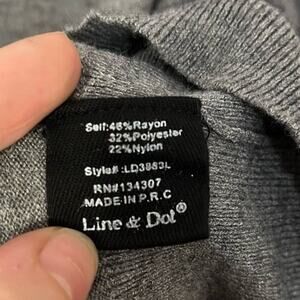 Self:46%Rayon
32%Polyester
22%Nylon
Style#:LD3863L
RN#134307
MADE IN P.R.C
Line & Dot®